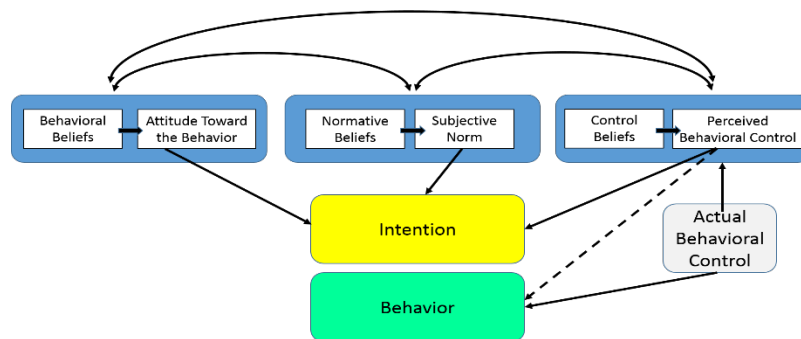 Behavioral
Beliefs
Attitude Toward
the Behavior
Normative
Beliefs
Subjective
Norm
Control
Beliefs
Perceived
Behavioral Control
Intention
Actual
Behavioral
Control
Behavior